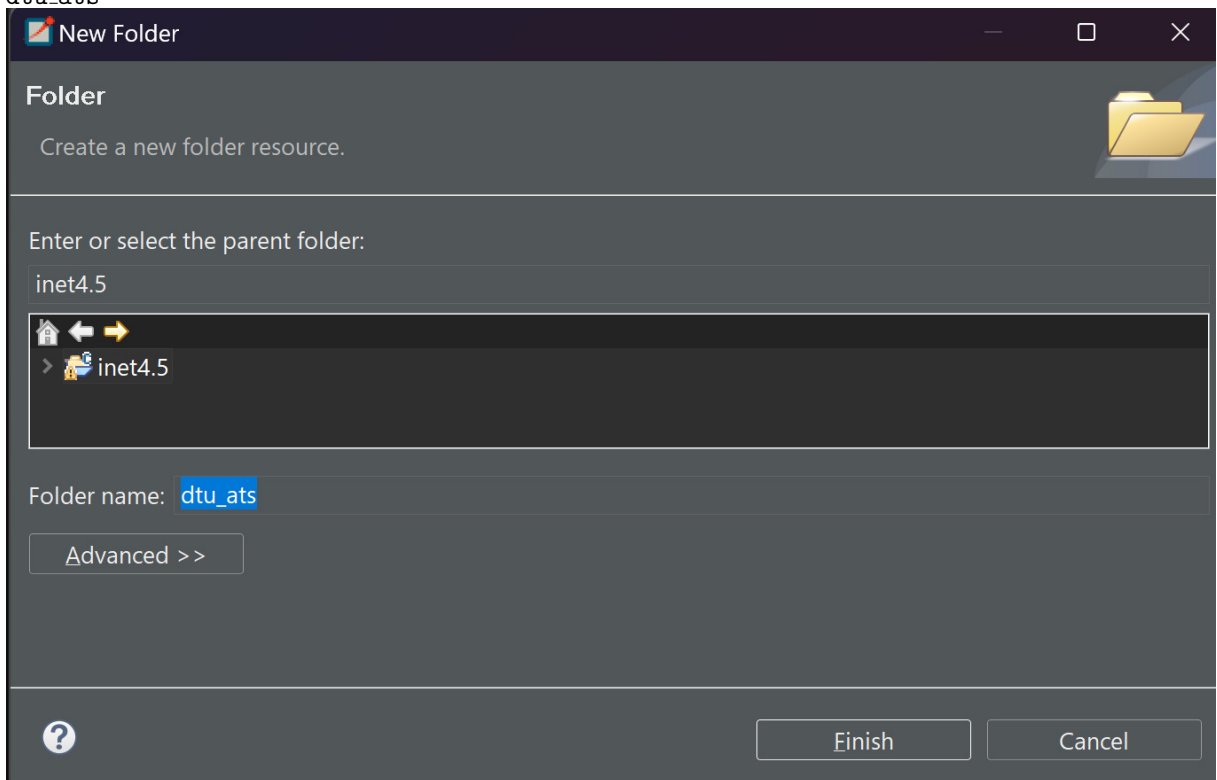 dtu_ats
New Folder
Folder
Create a new folder resource.
Enter or select the parent folder:
inet4.5
inet4.5
Folder name: dtu_ats
Advanced >>
Finish
Cancel